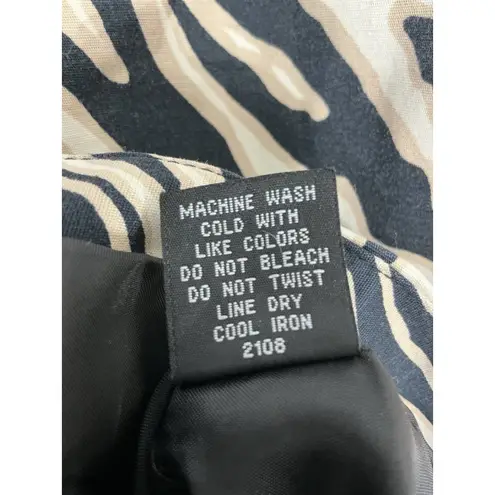 MACHINE WASH
COLD WITH
LIKE COLORS
DO NOT BLEACH
DO NOT TWIST
LINE DRY
COOL IRON
2108